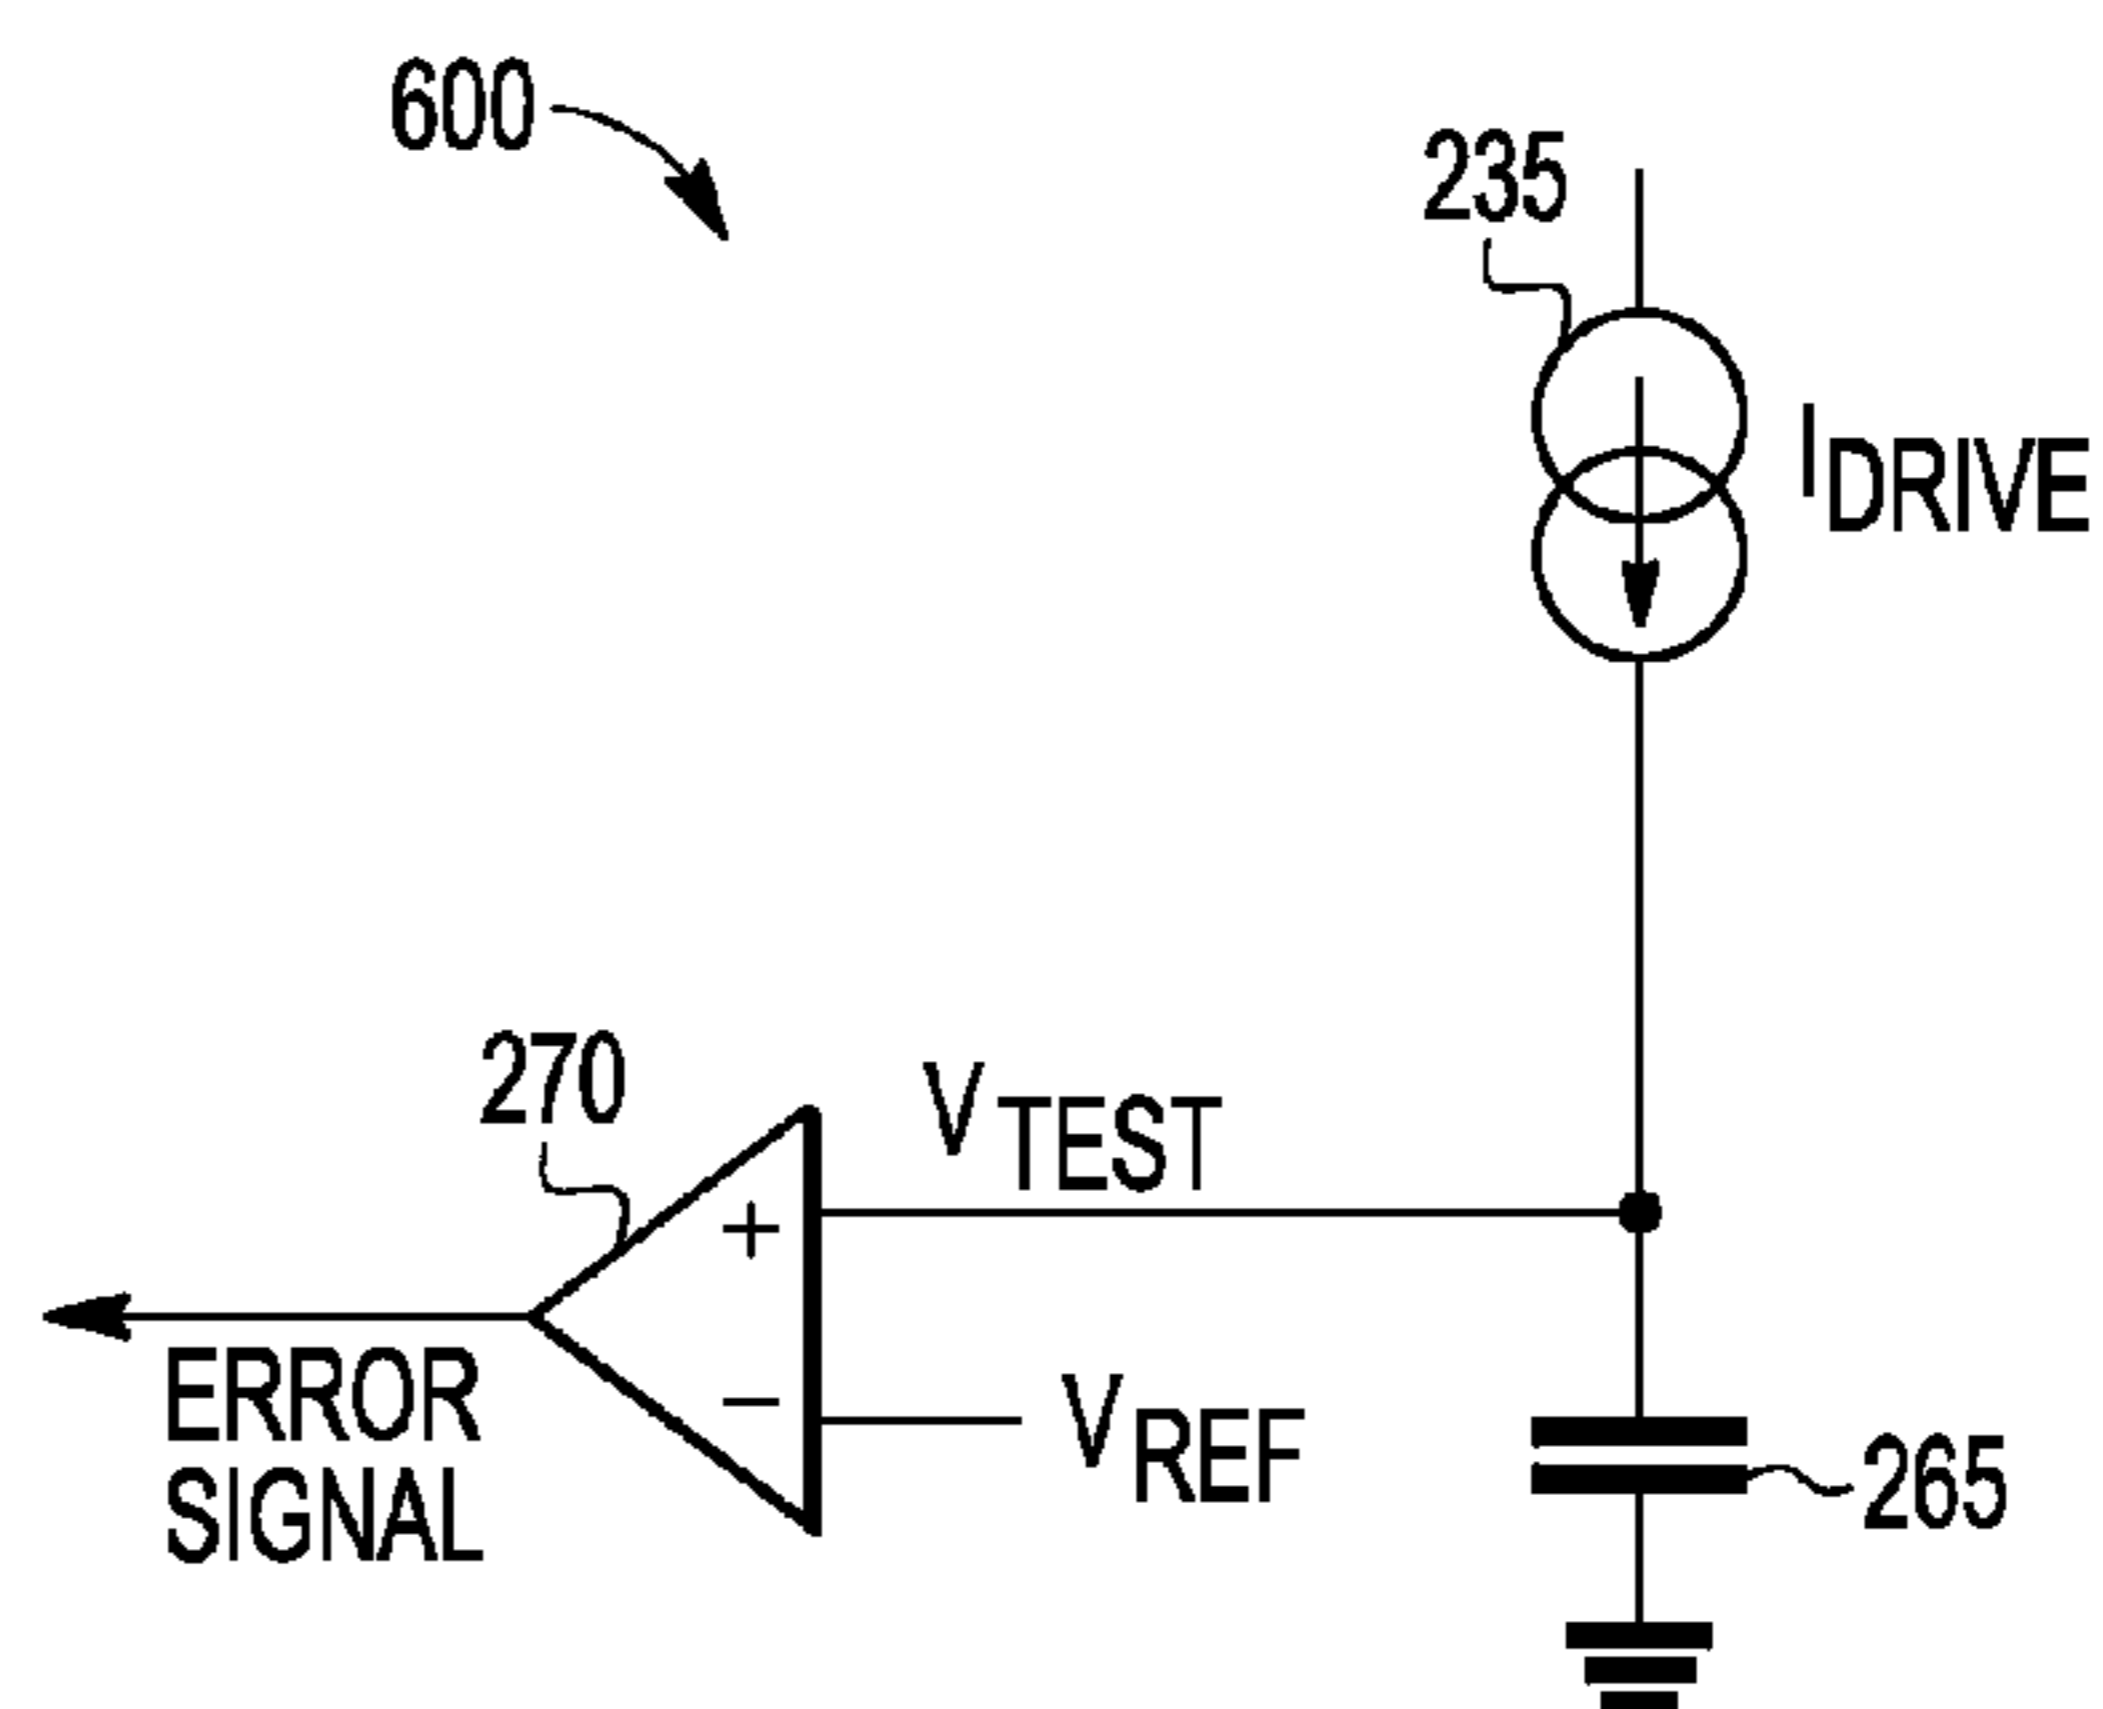 600
235
IDRIVE
270
VTEST
VREF
ERROR
SIGNAL
265
+
−